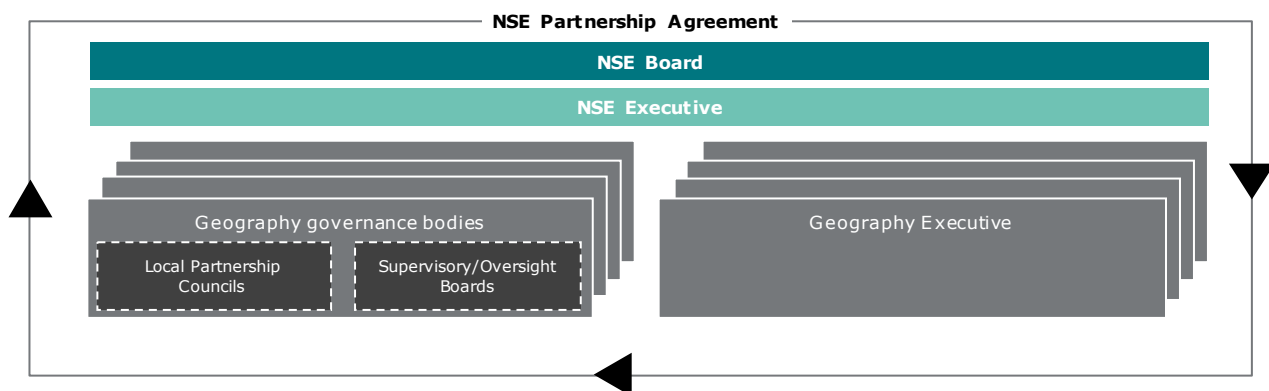 NSE Partnership Agreement
NSE Board
NSE Executive
Geography governance bodies
Local Partnership
Councils
Supervisory/Oversight
Boards
Geography Executive